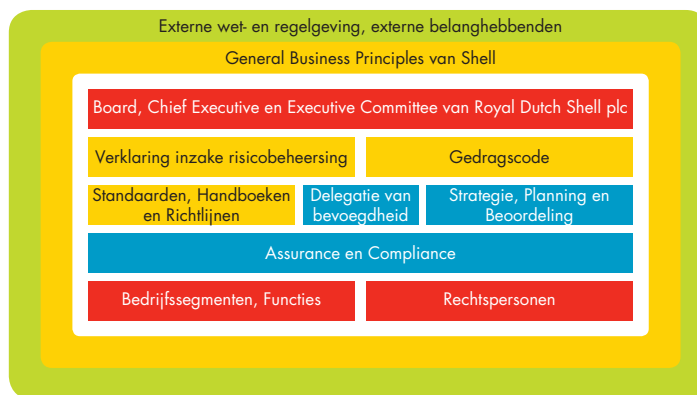 Externe wet- en regelgeving, externe belanghebbenden
General Business Principles van Shell
Board, Chief Executive en Executive Committee van Royal Dutch Shell plc
Verklaring inzake risicobeheersing
Gedragscode
Standaarden, Handboeken
en Richtlijnen
Delegatie van
bevoegdheid
Strategie, Planning en
Beoordeling
Assurance en Compliance
Bedrijfssegmenten, Functies
Rechtspersonen